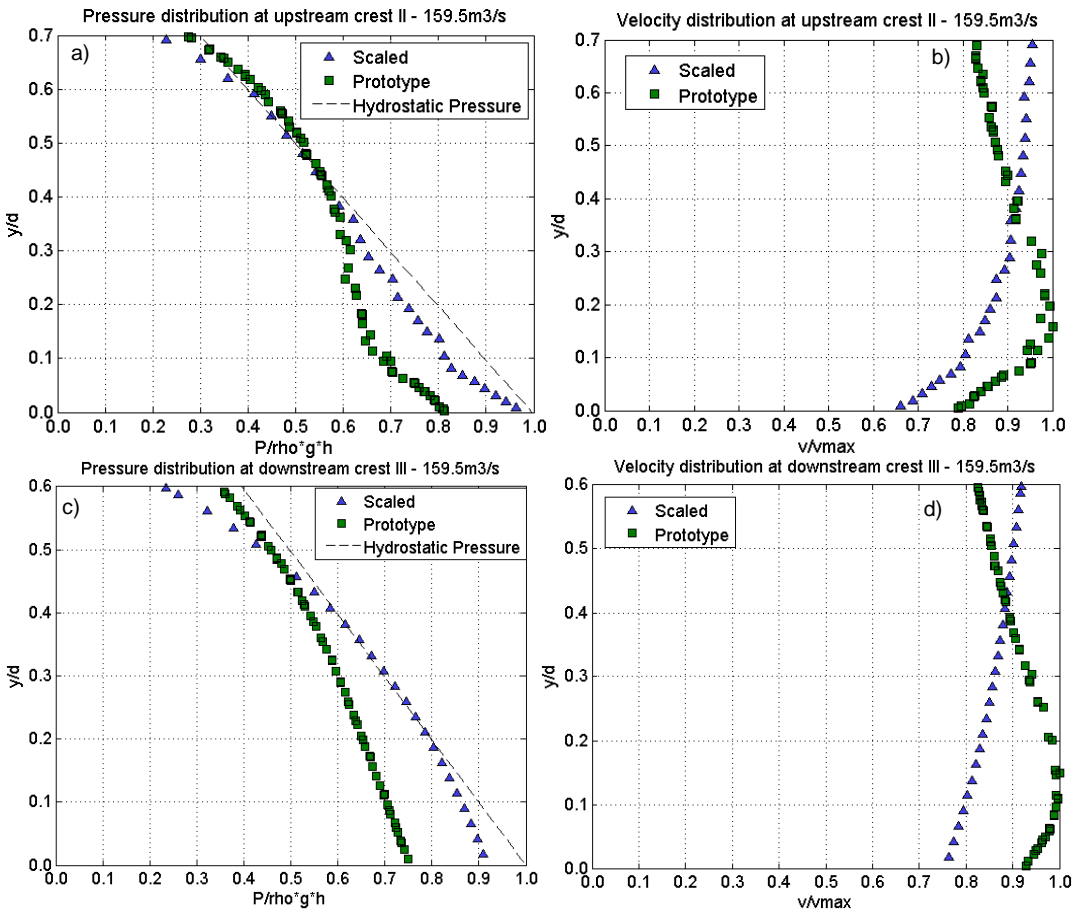 Pressure distribution at upstream crest II - 159.5m3/s
a)
Scaled
Prototype
Hydrostatic Pressure
y/d
0.7
0.6
0.5
0.4
0.3
0.2
0.1
0.0
0.0 0.1 0.2 0.3 0.4 0.5 0.6 0.7 0.8 0.9 1.0
P/rho*g*h
Velocity distribution at upstream crest II - 159.5m3/s
b)
Scaled
Prototype
y/d
0.7
0.6
0.5
0.4
0.3
0.2
0.1
0.0
0.0 0.1 0.2 0.3 0.4 0.5 0.6 0.7 0.8 0.9 1.0
v/vmax
Pressure distribution at downstream crest III - 159.5m3/s
c)
Scaled
Prototype
Hydrostatic Pressure
y/d
0.6
0.5
0.4
0.3
0.2
0.1
0.0
0.0 0.1 0.2 0.3 0.4 0.5 0.6 0.7 0.8 0.9 1.0
P/rho*g*h
Velocity distribution at downstream crest III - 159.5m3/s
d)
Scaled
Prototype
y/d
0.6
0.5
0.4
0.3
0.2
0.1
0.0
0.0 0.1 0.2 0.3 0.4 0.5 0.6 0.7 0.8 0.9 1.0
v/vmax